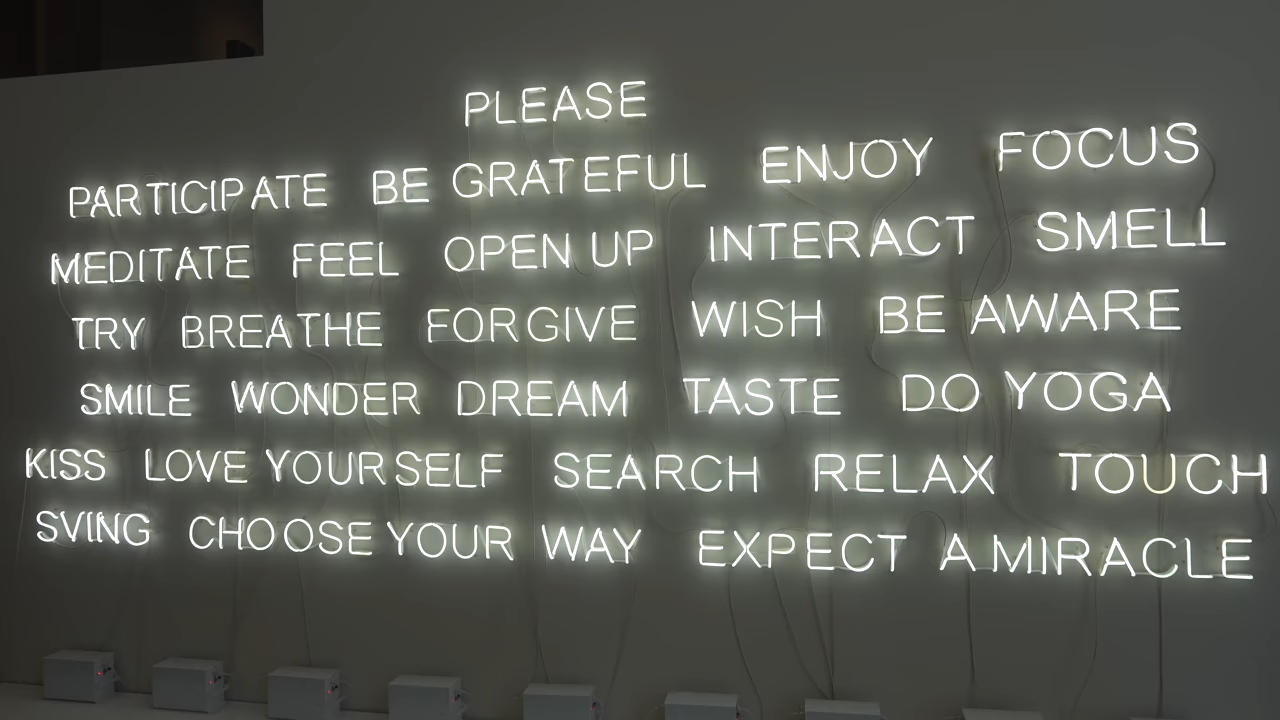 PLEASE
PARTICIPATE BE GRATEFUL ENJOY FOCUS
MEDITATE FEEL OPEN UP INTERACT SMELL
TRY BREATHE FORGIVE WISH BE AWARE
SMILE WONDER DREAM TASTE DO YOGA
KISS LOVE YOURSELF SEARCH RELAX TOUCH
SVING CHOOSE YOUR WAY EXPECT A MIRACLE